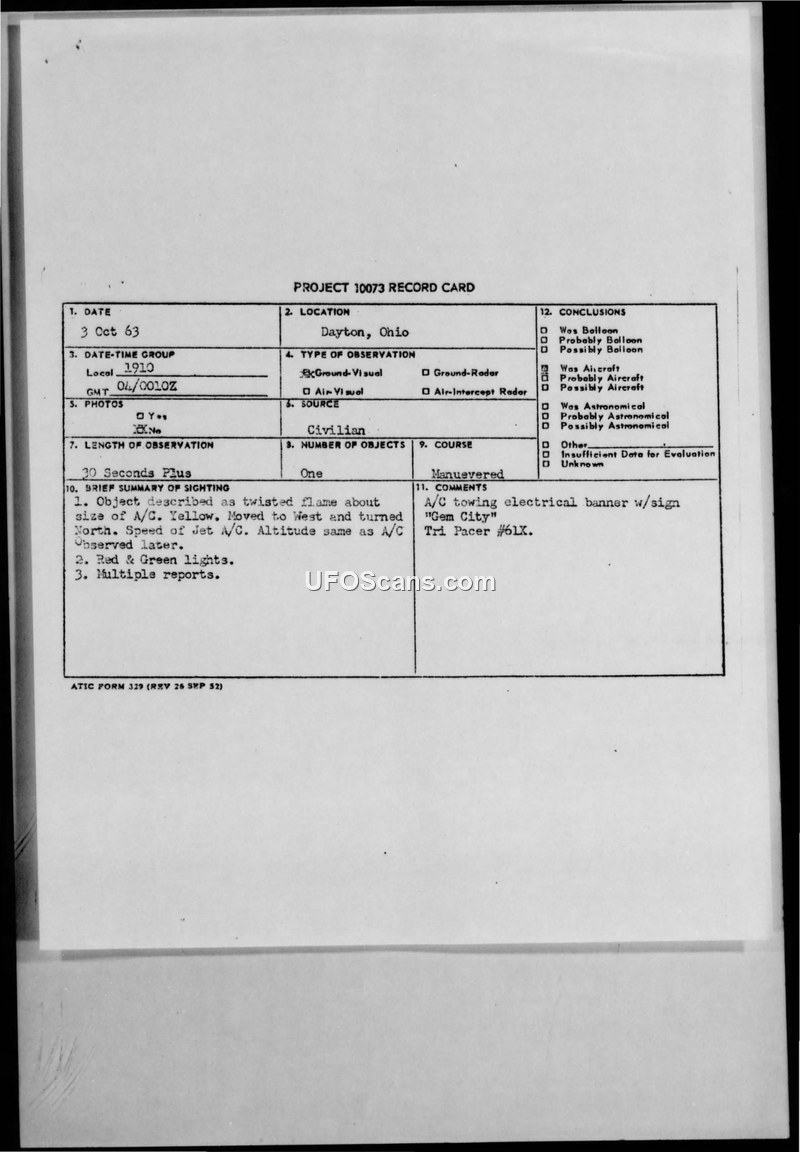 PROJECT 10073 RECORD CARD
1. DATE
3 Oct 63
2. LOCATION
Dayton, Ohio
12. CONCLUSIONS
Was Balloon
Probably Balloon
Possibly Balloon
Was Aircraft
Probably Aircraft
Possibly Aircraft
Was Astronomical
Probably Astronomical
Possibly Astronomical
Other
Insufficient Data for Evaluation
Unknown
3. DATE-TIME GROUP
Local 1910
GMT 04/0010Z
4. TYPE OF OBSERVATION
Ground-Visual
Ground-Radar
Air-Visual
Air-Intercept Radar
5. PHOTOS
Yes
XX No
6. SOURCE
Civilian
7. LENGTH OF OBSERVATION
30 Seconds Plus
8. NUMBER OF OBJECTS
One
9. COURSE
Manuevered
10. BRIEF SUMMARY OF SIGHTING
1. Object described as twisted flame about
size of A/C. Yellow. Moved to West and turned
North. Speed of Jet A/C. Altitude same as A/C
observed later.
2. Red & Green lights.
3. Multiple reports.
11. COMMENTS
A/C towing electrical banner w/sign
"Gem City"
Tri Pacer #61X.
UFOScans.com
ATIC FORM 329 (REV 26 SEP 52)